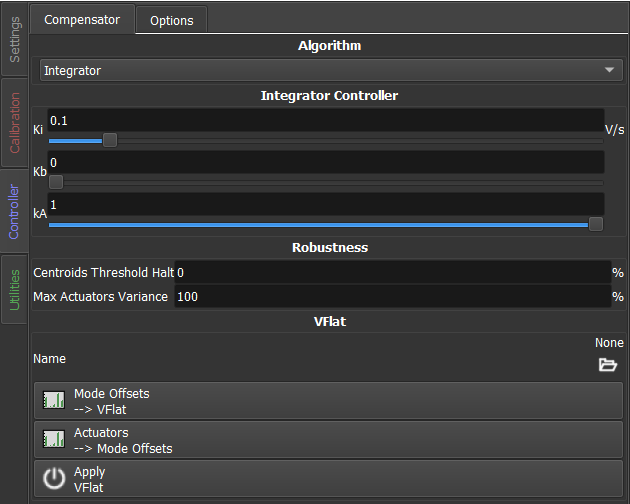 Settings
Calibration
Controller
Utilities
Compensator Options
Algorithm
Integrator
Integrator Controller
Ki 0.1 V/s
Kb 0
kA 1
Robustness
Centroids Threshold Halt 0 %
Max Actuators Variance 100 %
VFlat
None
Name
Mode Offsets
--> VFlat
Actuators
--> Mode Offsets
Apply
VFlat